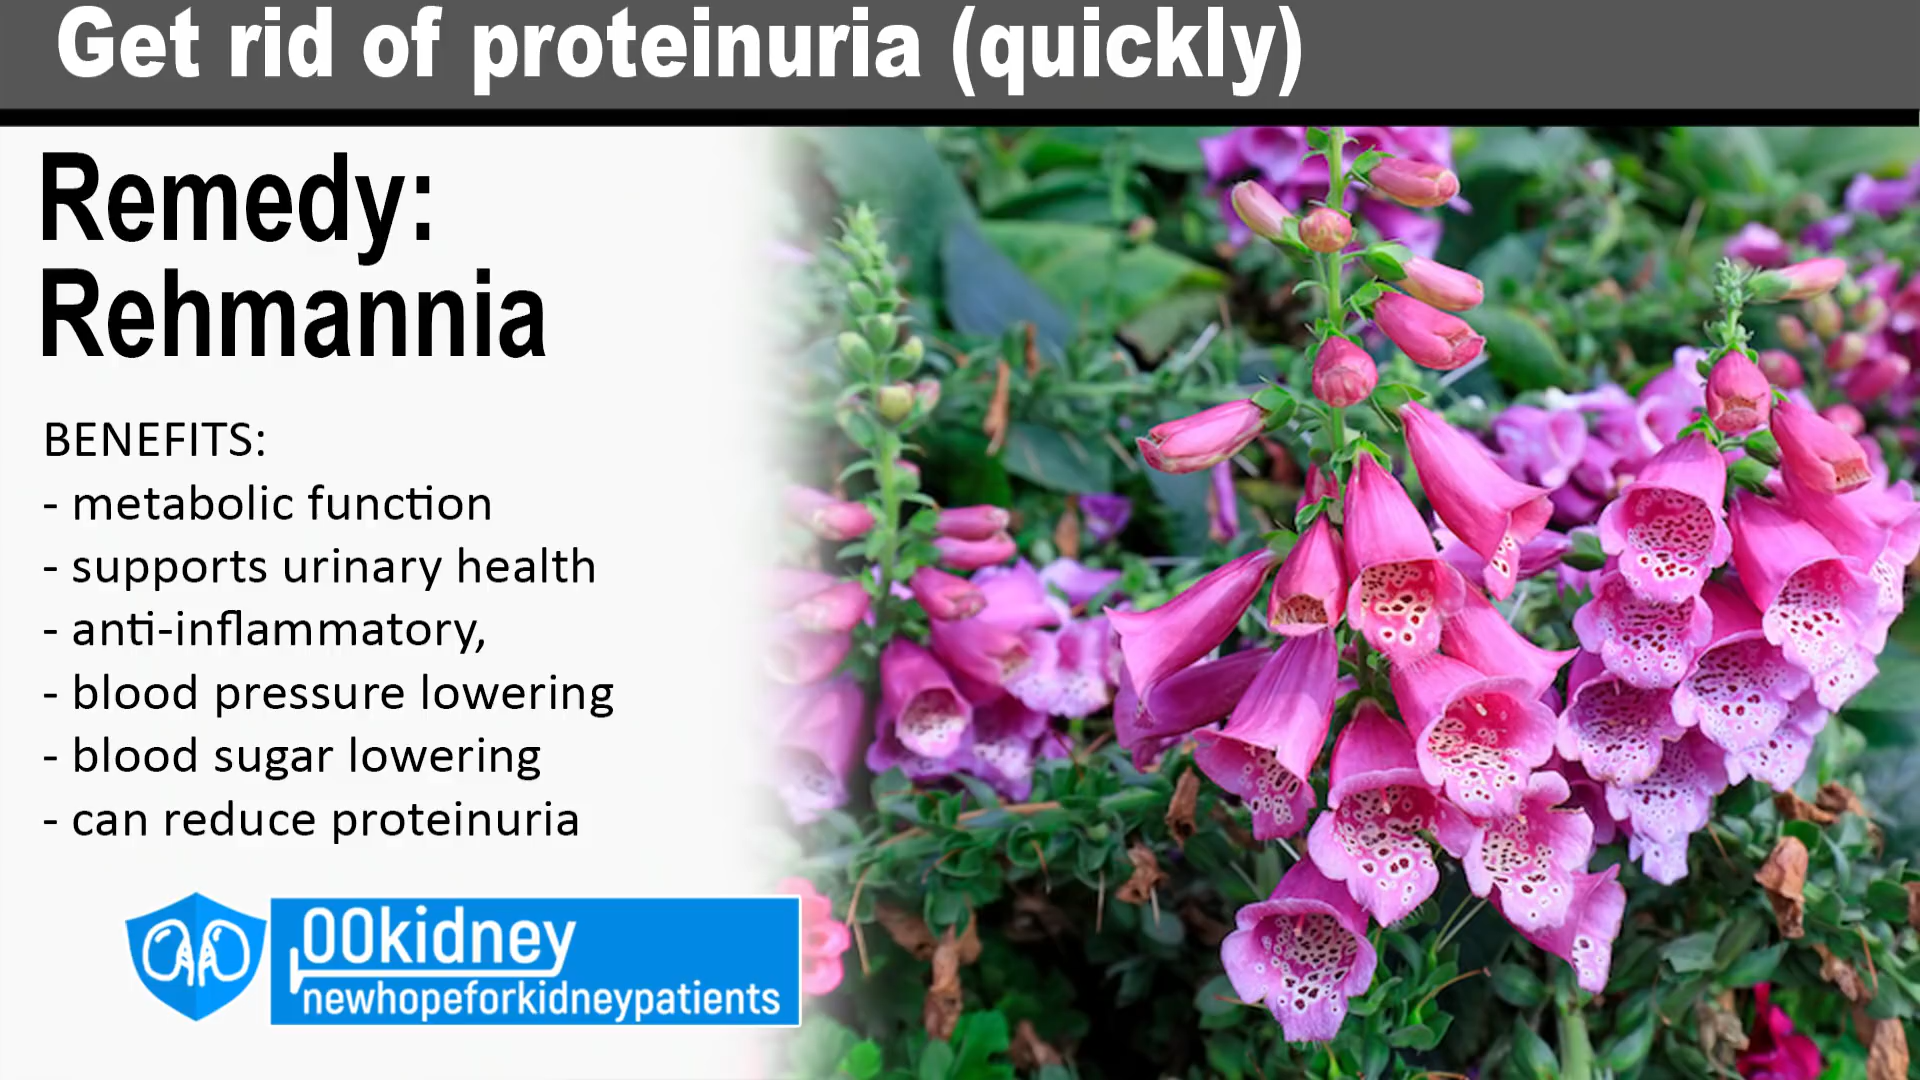 Get rid of proteinuria (quickly)
Remedy:
Rehmannia
BENEFITS:
- metabolic function
- supports urinary health
- anti-inflammatory,
- blood pressure lowering
- blood sugar lowering
- can reduce proteinuria
00kidney
newhopeforkidneypatients